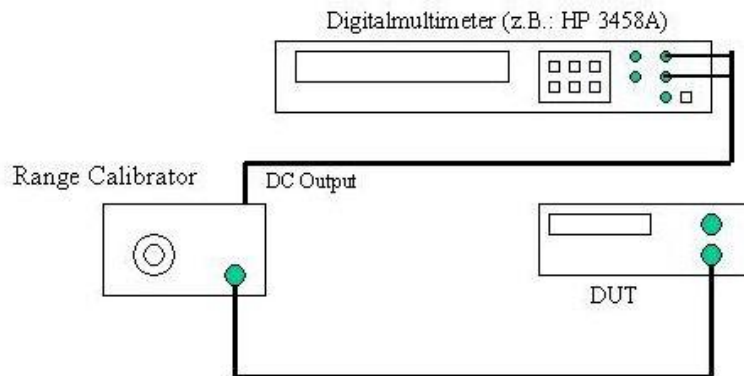 Digitalmultimeter (z.B.: HP 3458A)
Range Calibrator
DC Output
DUT